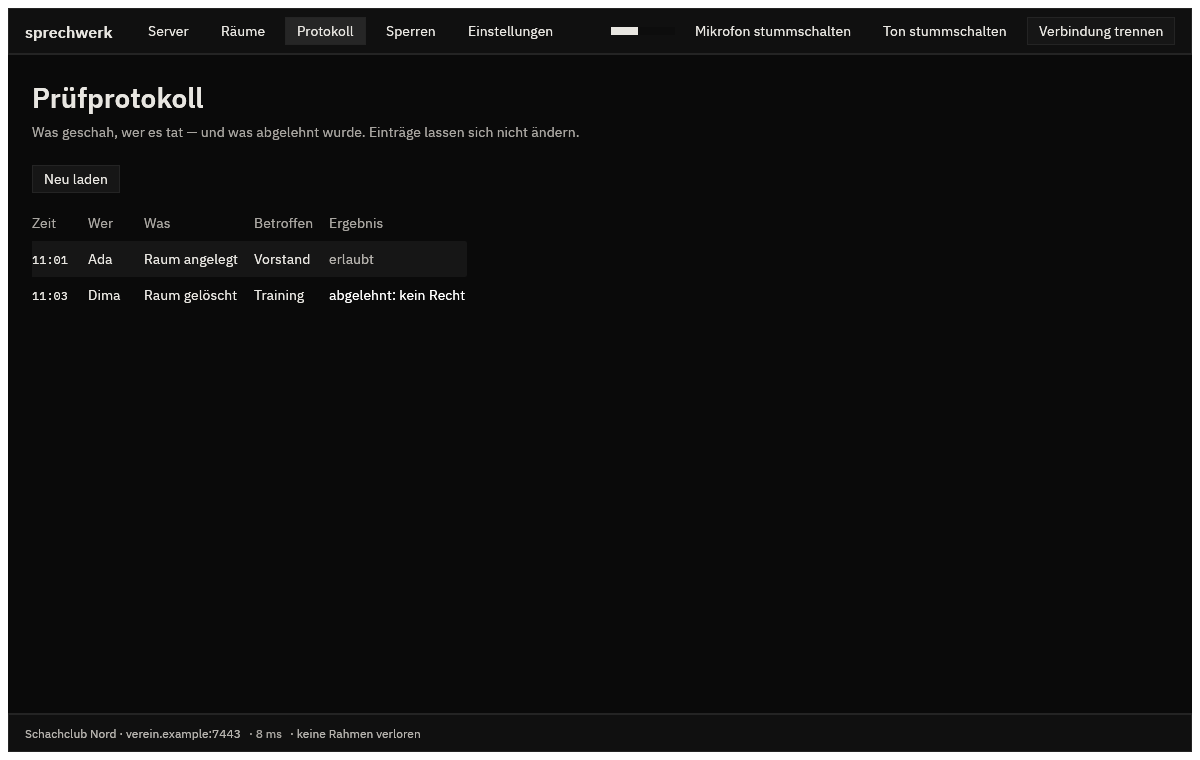 sprechwerk Server Räume Protokoll Sperren Einstellungen Mikrofon stummschalten Ton stummschalten Verbindung trennen
Prüfprotokoll
Was geschah, wer es tat — und was abgelehnt wurde. Einträge lassen sich nicht ändern.
Neu laden
Zeit Wer Was Betroffen Ergebnis
11:01 Ada Raum angelegt Vorstand erlaubt
11:03 Dima Raum gelöscht Training abgelehnt: kein Recht
Schachclub Nord · verein.example:7443 · 8 ms · keine Rahmen verloren